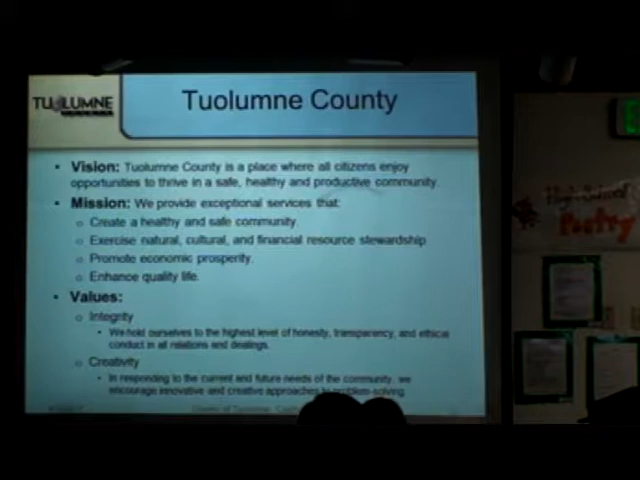 TUOLUMNE
Tuolumne County
• Vision: Tuolumne County is a place where all citizens enjoy
opportunities to thrive in a safe, healthy and productive community.
• Mission: We provide exceptional services that:
o Create a healthy and safe community.
o Exercise natural, cultural, and financial resource stewardship
o Promote economic prosperity.
o Enhance quality life.
• Values:
o Integrity
• We hold ourselves to the highest level of honesty, transparency, and ethical
conduct in all relations and dealings.
o Creativity
• In responding to the current and future needs of the community, we
encourage innovative and creative approaches to problem-solving
High School
Poetry